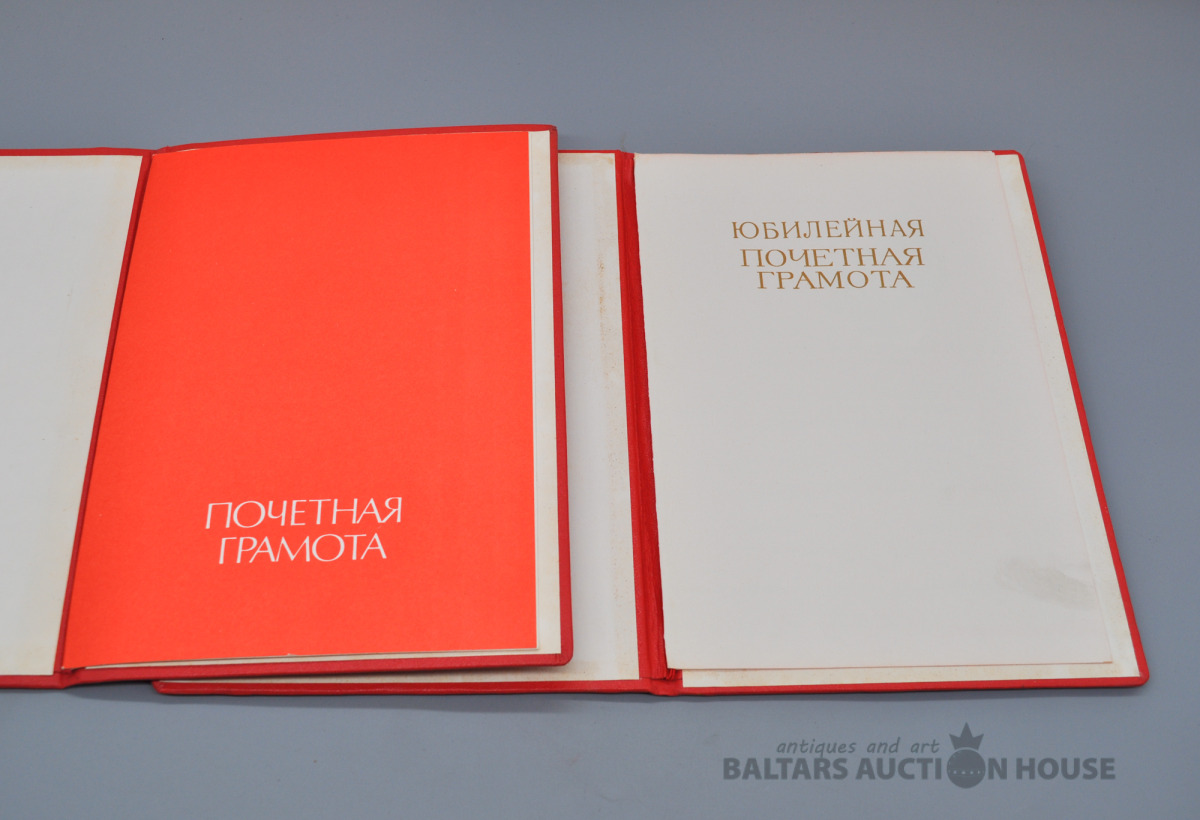 ПОЧЕТНАЯ
ГРАМОТА
ЮБИЛЕЙНАЯ
ПОЧЕТНАЯ
ГРАМОТА
antiques and art
BALTARS AUCTION HOUSE